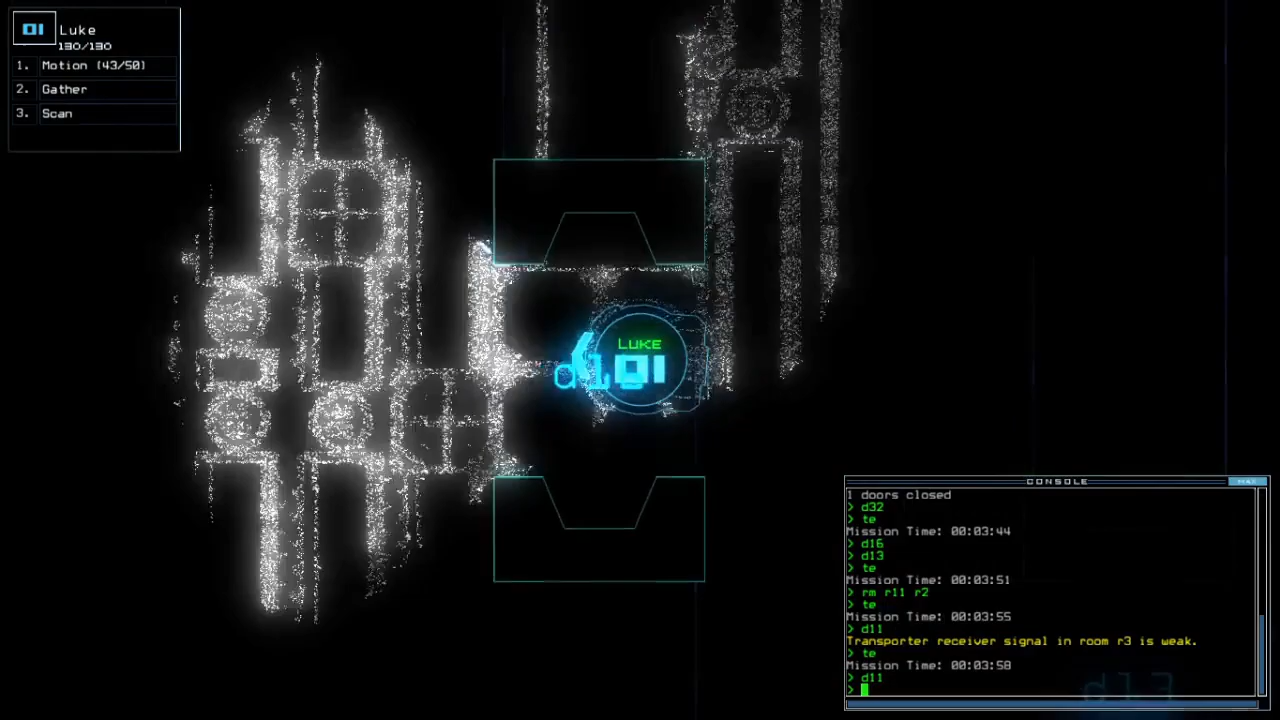 01 Luke
130/130
1. Motion (43/50)
2. Gather
3. Scan
LUKE
01
CONSOLE
1 doors closed
> d32
> te
Mission Time: 00:03:44
> d16
> d13
> te
Mission Time: 00:03:51
> rm r11 r2
> te
Mission Time: 00:03:55
> d11
Transporter receiver signal in room r3 is weak.
> te
Mission Time: 00:03:58
> d11
>
d13